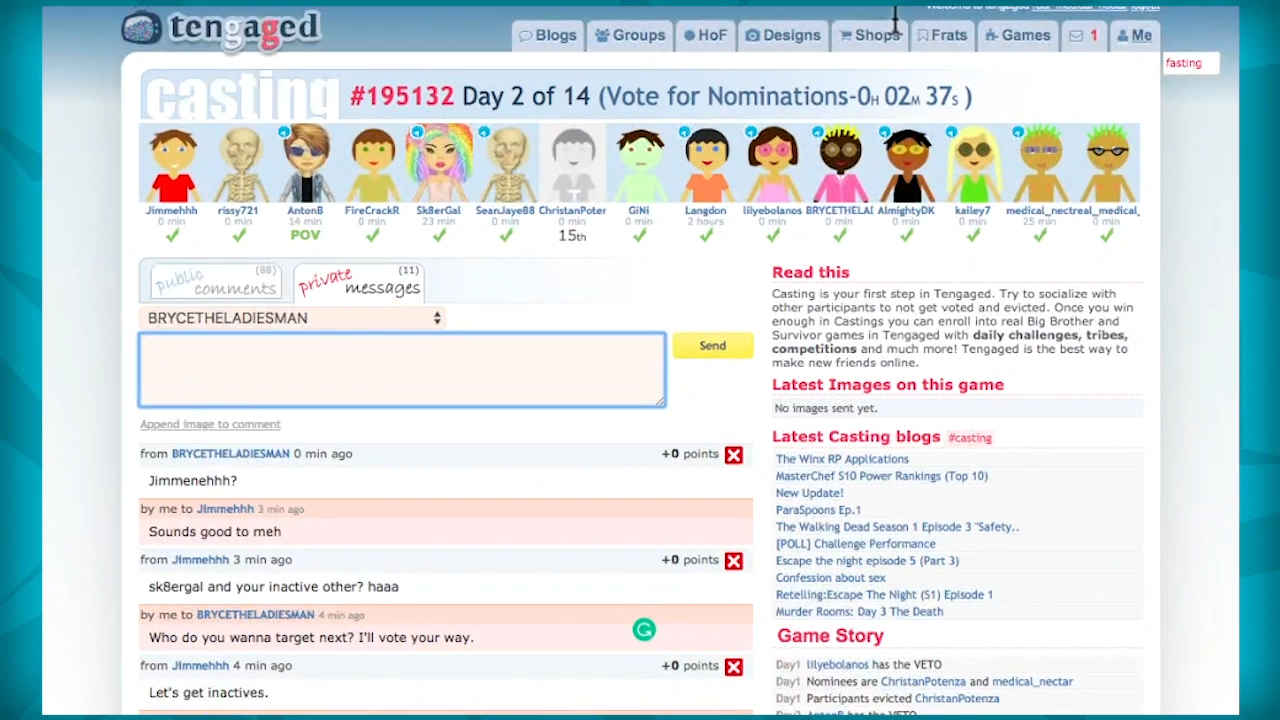 tengaged
Welcome to tengaged
logout
Blogs
Groups
HoF
Designs
Shops
Frats
Games
1
Me
fasting
casting
#195132 Day 2 of 14 (Vote for Nominations-0H 02M 37S )
Jimmehhh rissy721 AntonB FireCrackR Sk8erGal SeanJaye88 ChristanPoter GiNi Langdon lilyebolanos BRYCETHELAI AlmightyDK kailey7 medical_nectreal_medical_
0 min 0 min 14 min 0 min 23 min 0 min 0 min 0 min 2 hours 0 min 0 min 0 min 0 min 25 min 0 min
POV 15th
public comments (88)
private messages (11)
BRYCETHELADIESMAN
Send
Append image to comment
from BRYCETHELADIESMAN 0 min ago +0 points
Jimmenehhh?
by me to Jimmehhh 3 min ago
Sounds good to meh
from Jimmehhh 3 min ago +0 points
sk8ergal and your inactive other? haaa
by me to BRYCETHELADIESMAN 4 min ago
Who do you wanna target next? I'll vote your way.
from Jimmehhh 4 min ago +0 points
Let's get inactives.
Read this
Casting is your first step in Tengaged. Try to socialize with
other participants to not get voted and evicted. Once you win
enough in Castings you can enroll into real Big Brother and
Survivor games in Tengaged with daily challenges, tribes,
competitions and much more! Tengaged is the best way to
make new friends online.
Latest Images on this game
No images sent yet.
Latest Casting blogs #casting
The Winx RP Applications
MasterChef S10 Power Rankings (Top 10)
New Update!
ParaSpoons Ep.1
The Walking Dead Season 1 Episode 3 "Safety..
[POLL] Challenge Performance
Escape the night episode 5 (Part 3)
Confession about sex
Retelling:Escape The Night (S1) Episode 1
Murder Rooms: Day 3 The Death
Game Story
Day1 lilyebolanos has the VETO
Day1 Nominees are ChristanPotenza and medical_nectar
Day1 Participants evicted ChristanPotenza
Day2 AntonB has the VETO